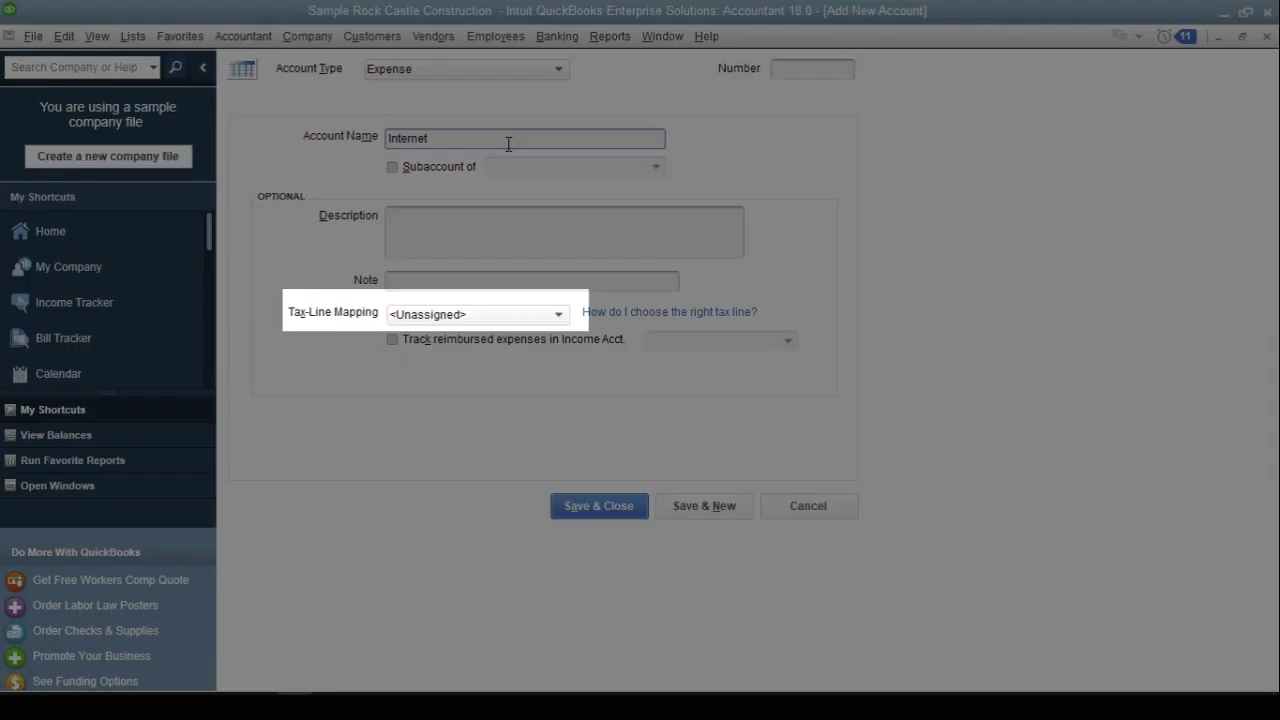 Sample Rock Castle Construction - Intuit QuickBooks Enterprise Solutions: Accountant 18.0 - [Add New Account]
File Edit View Lists Favorites Accountant Company Customers Vendors Employees Banking Reports Window Help 11
Search Company or Help
Account Type Expense Number
You are using a sample
company file
Create a new company file
Account Name Internet
Subaccount of
My Shortcuts
OPTIONAL
Description
Home
My Company
Note
Income Tracker
Tax-Line Mapping <Unassigned> How do I choose the right tax line?
Bill Tracker
Track reimbursed expenses in Income Acct.
Calendar
My Shortcuts
View Balances
Run Favorite Reports
Open Windows
Save & Close Save & New Cancel
Do More With QuickBooks
Get Free Workers Comp Quote
Order Labor Law Posters
Order Checks & Supplies
Promote Your Business
See Funding Options